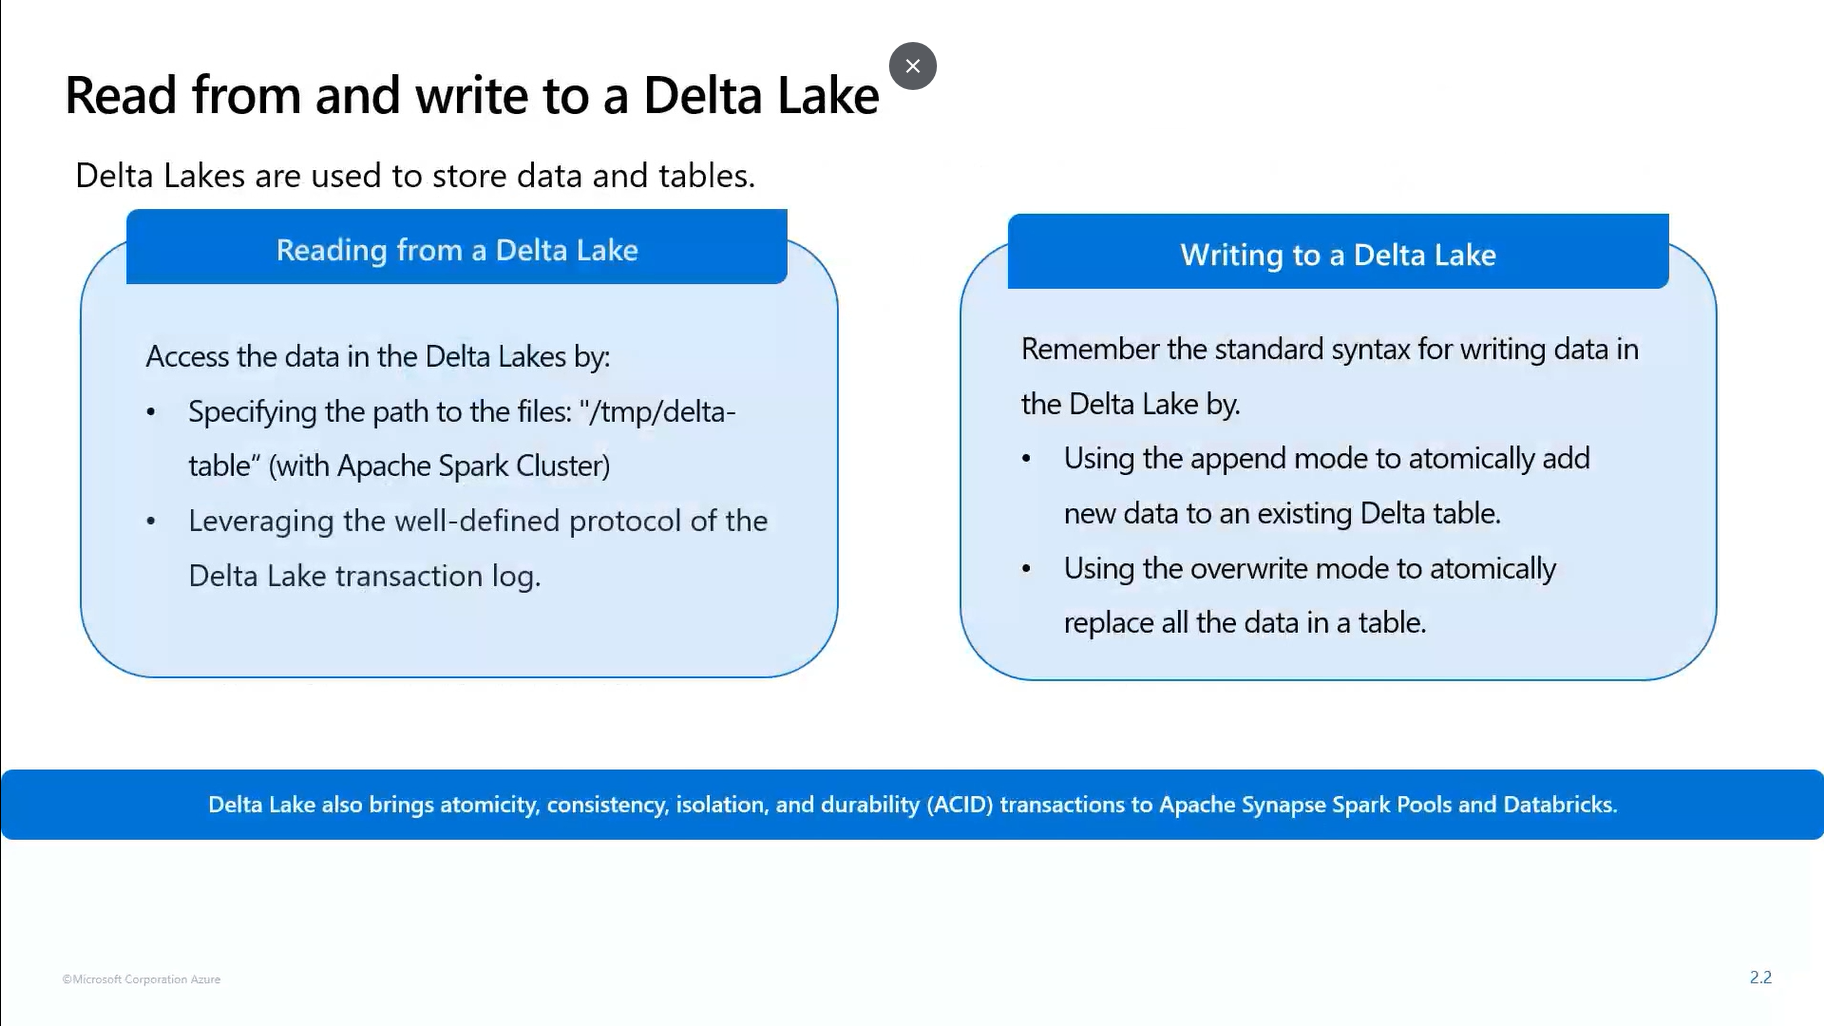 Read from and write to a Delta Lake
Delta Lakes are used to store data and tables.
Reading from a Delta Lake
Access the data in the Delta Lakes by:
• Specifying the path to the files: "/tmp/delta-
table“ (with Apache Spark Cluster)
• Leveraging the well-defined protocol of the
Delta Lake transaction log.
Writing to a Delta Lake
Remember the standard syntax for writing data in
the Delta Lake by.
• Using the append mode to atomically add
new data to an existing Delta table.
• Using the overwrite mode to atomically
replace all the data in a table.
Delta Lake also brings atomicity, consistency, isolation, and durability (ACID) transactions to Apache Synapse Spark Pools and Databricks.
©Microsoft Corporation Azure
2.2